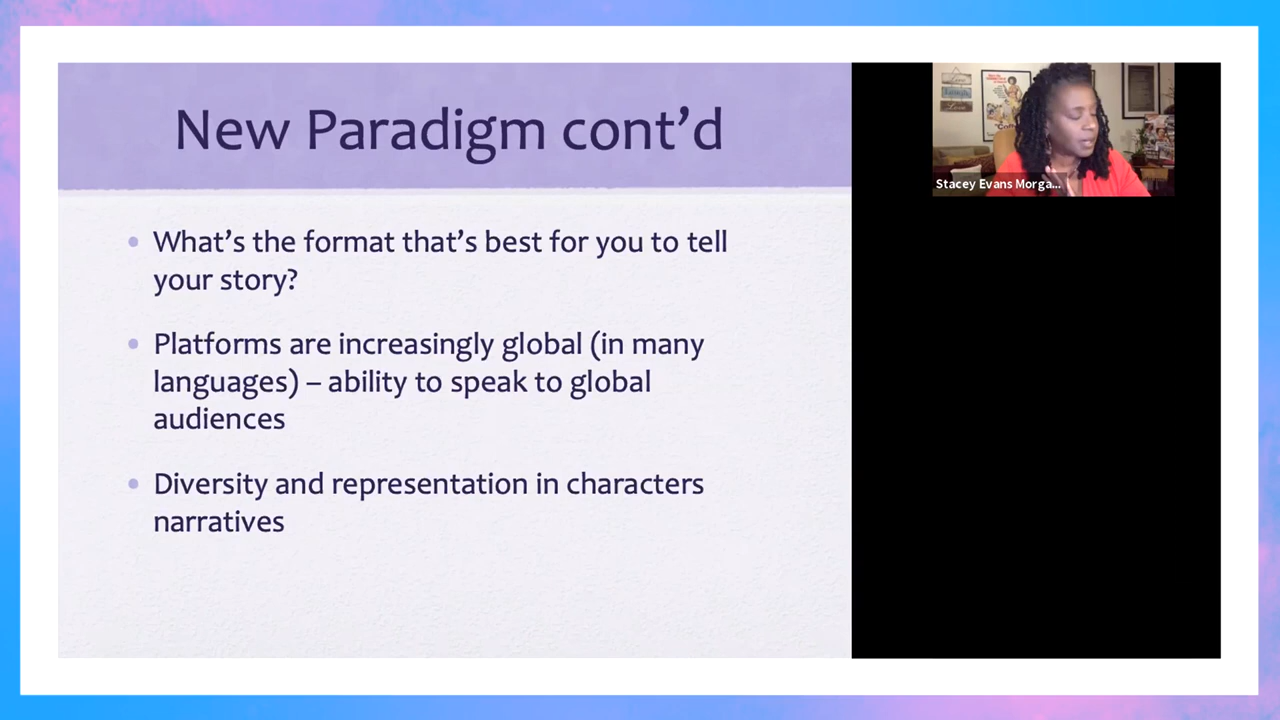 New Paradigm cont’d
What’s the format that’s best for you to tell
your story?
Platforms are increasingly global (in many
languages) – ability to speak to global
audiences
Diversity and representation in characters
narratives
Stacey Evans Morga...